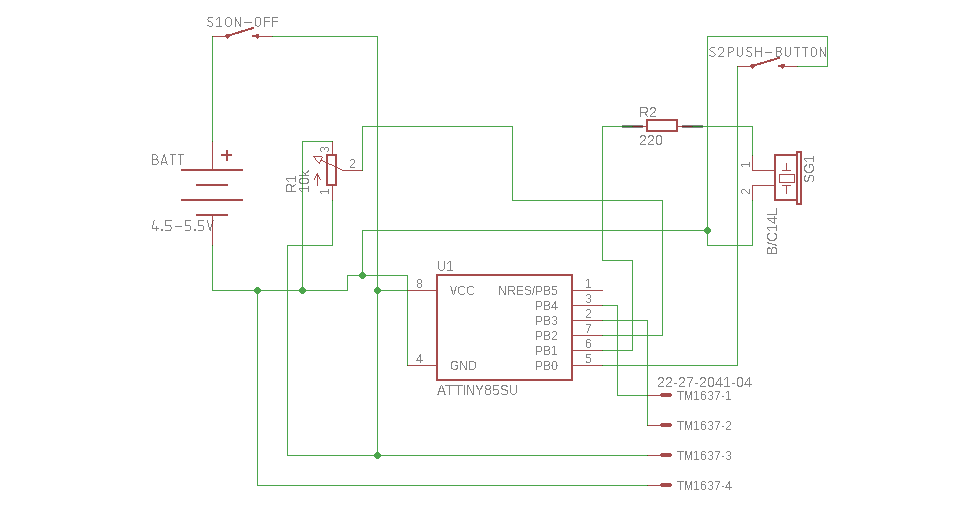 S1ON-OFF
S2PUSH-BUTTON
R2
220
BATT
+
4.5-5.5V
R1
10k
3
2
1
1
2
SG1
B/C14L
U1
8
VCC
NRES/PB5
1
PB4
3
PB3
2
PB2
7
PB1
6
4
GND
PB0
5
ATTINY85SU
22-27-2041-04
TM1637-1
TM1637-2
TM1637-3
TM1637-4